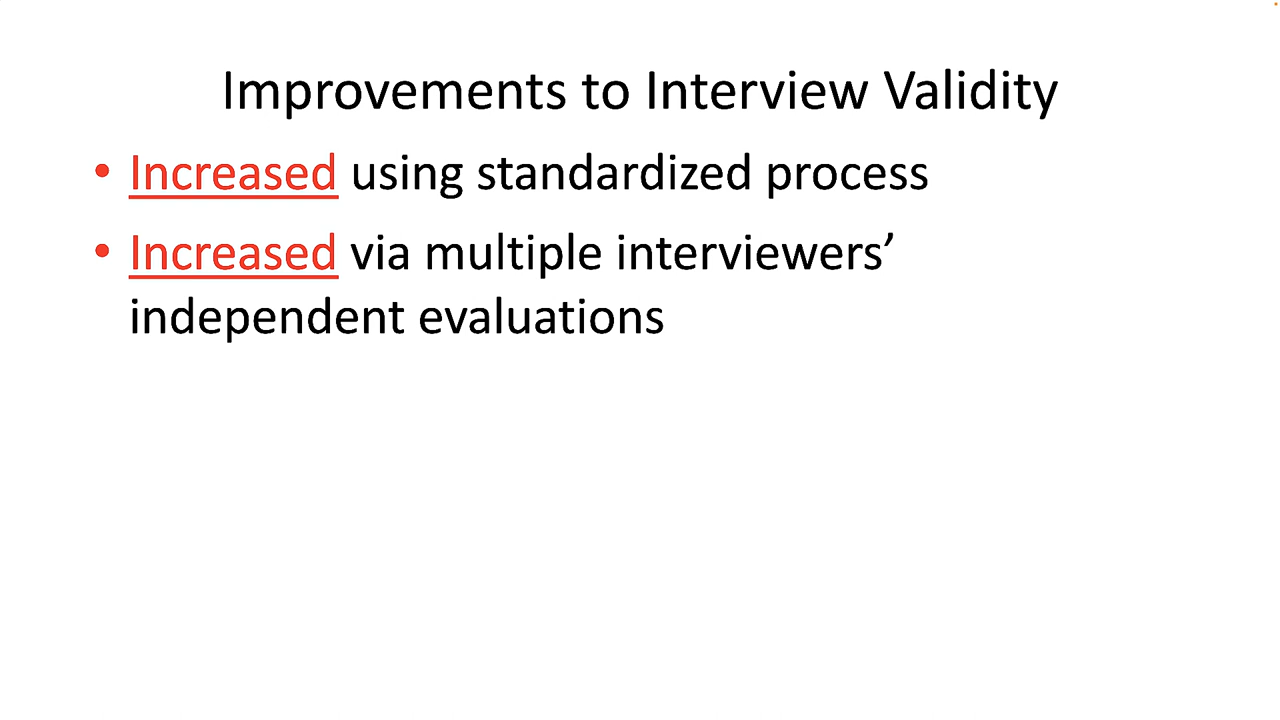 Improvements to Interview Validity
• Increased using standardized process
• Increased via multiple interviewers’
independent evaluations